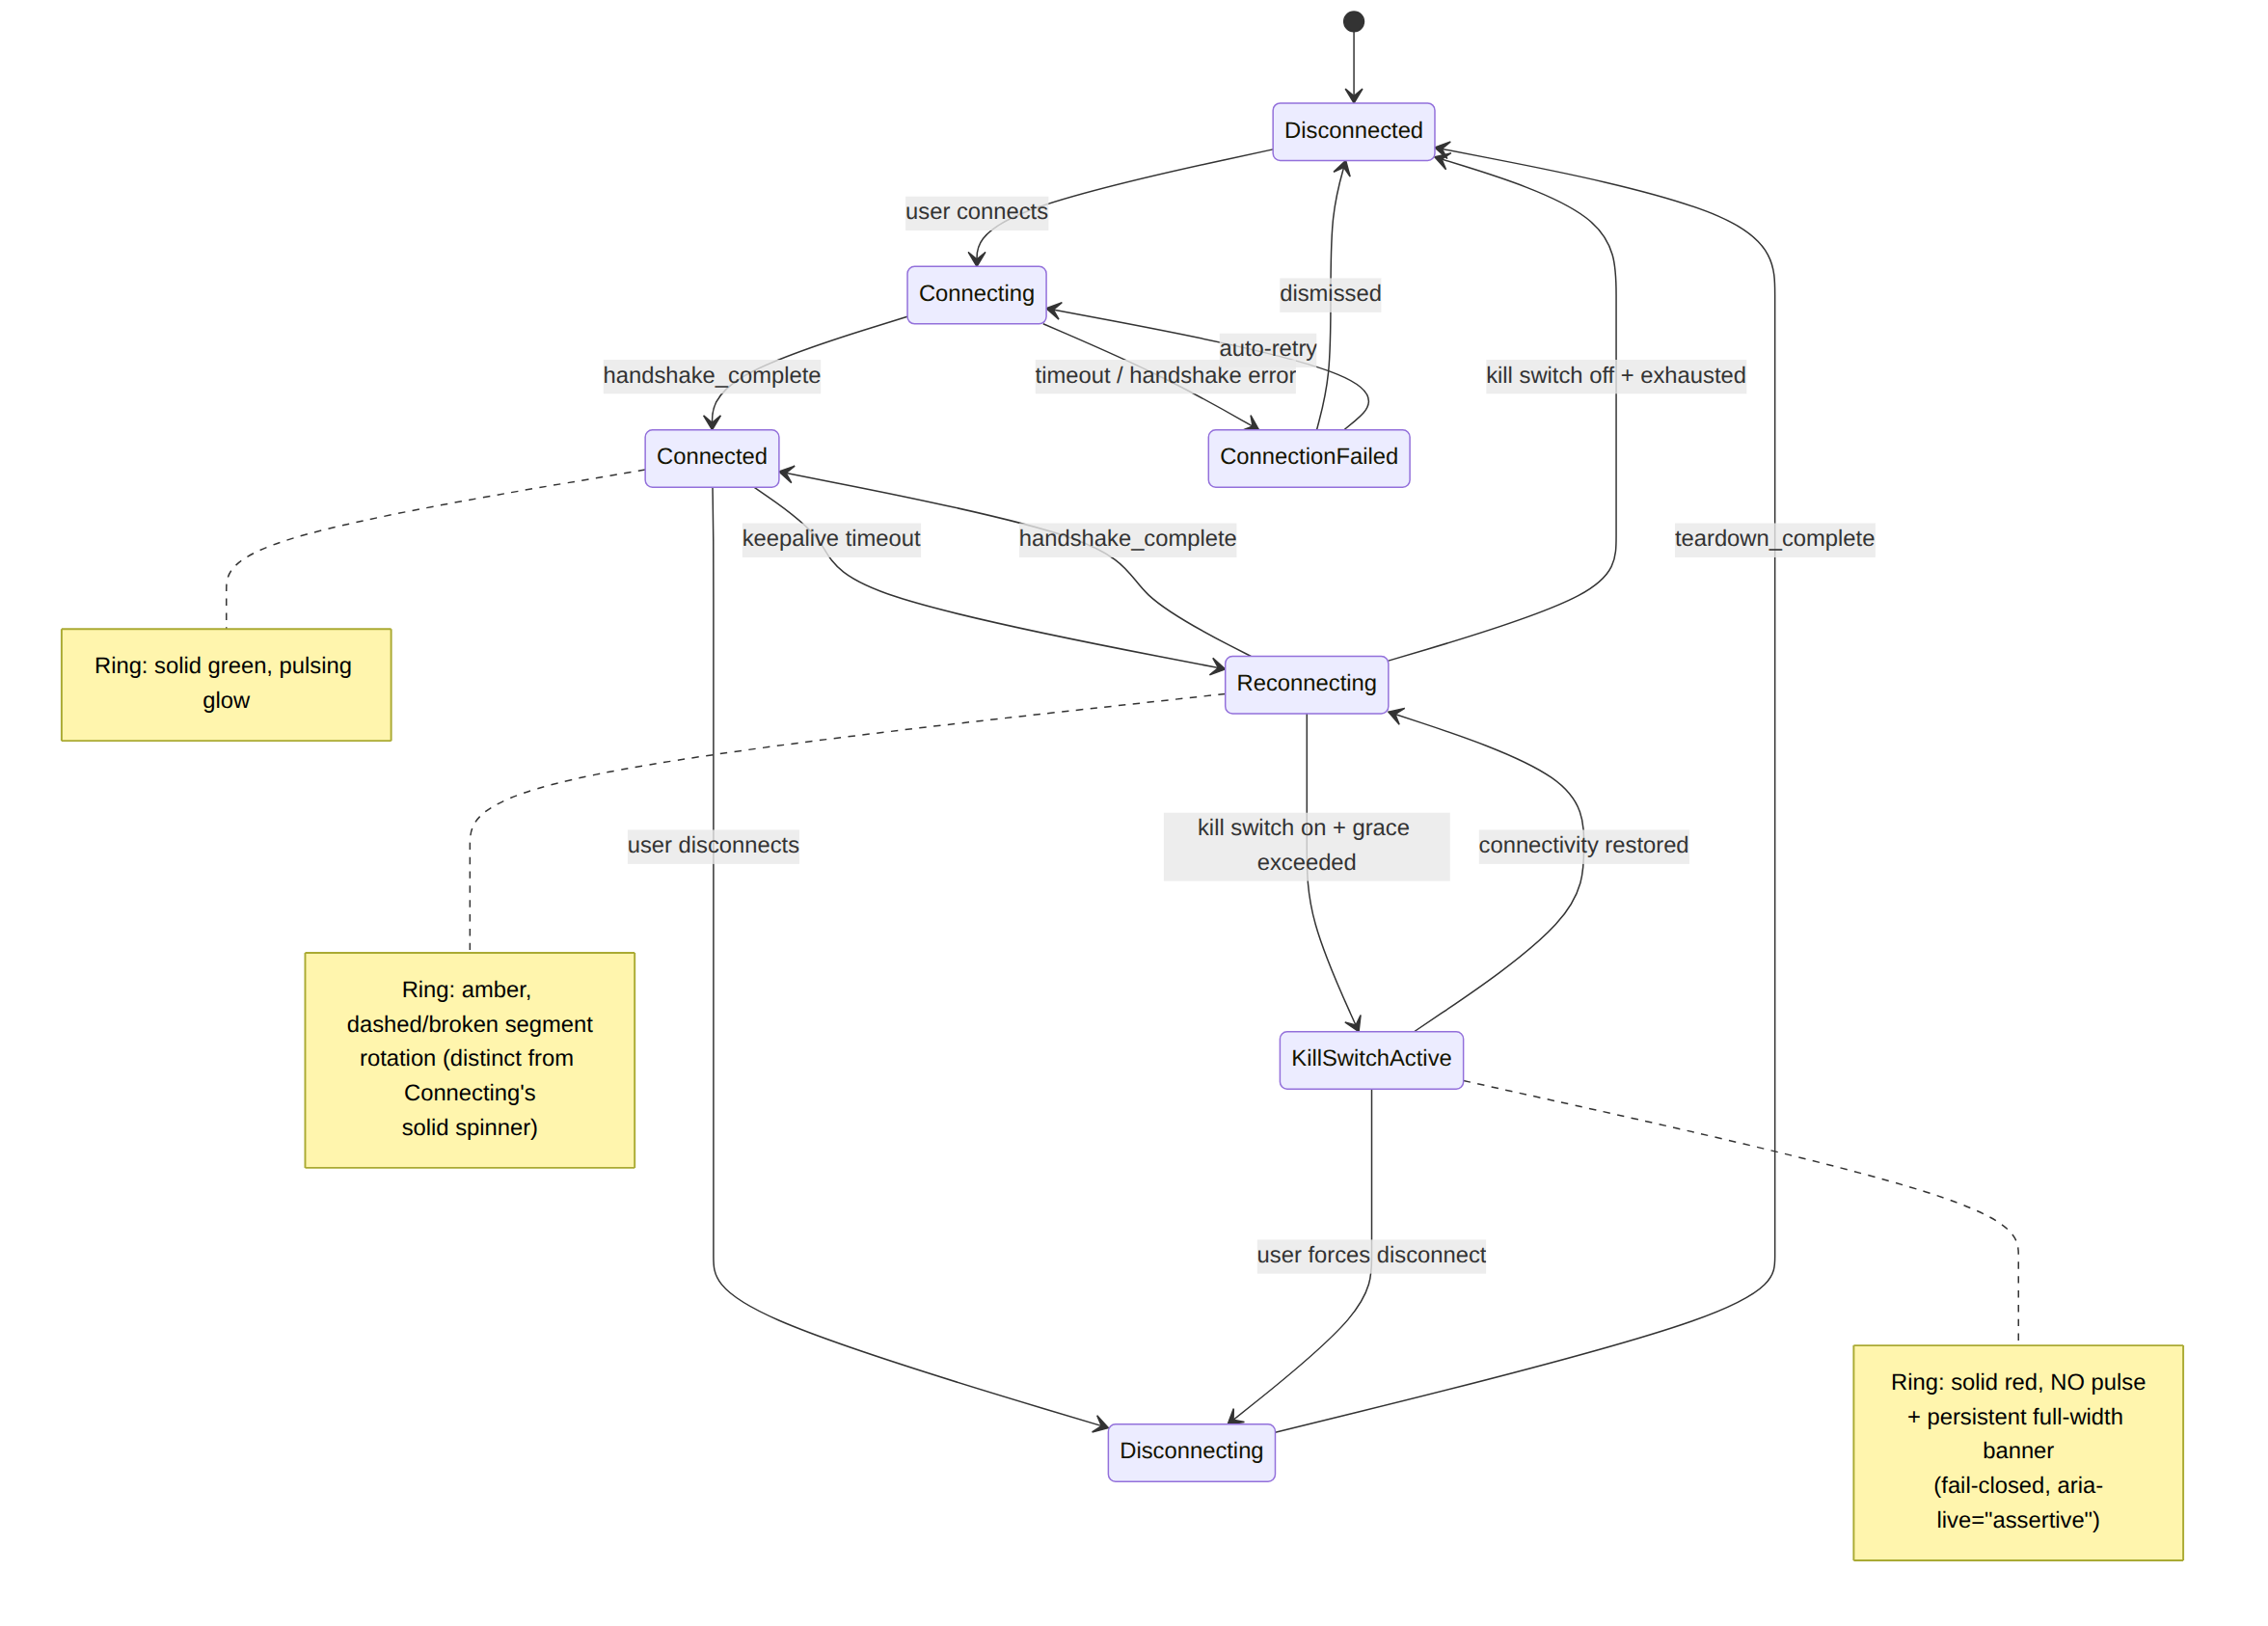 Disconnected
user connects
Connecting
dismissed
auto-retry
handshake_complete
timeout / handshake error
kill switch off + exhausted
Connected
ConnectionFailed
keepalive timeout
handshake_complete
teardown_complete
Ring: solid green, pulsing
glow
Reconnecting
user disconnects
kill switch on + grace
exceeded
connectivity restored
Ring: amber,
dashed/broken segment
rotation (distinct from
Connecting's
solid spinner)
KillSwitchActive
user forces disconnect
Disconnecting
Ring: solid red, NO pulse
+ persistent full-width
banner
(fail-closed, aria-
live="assertive")